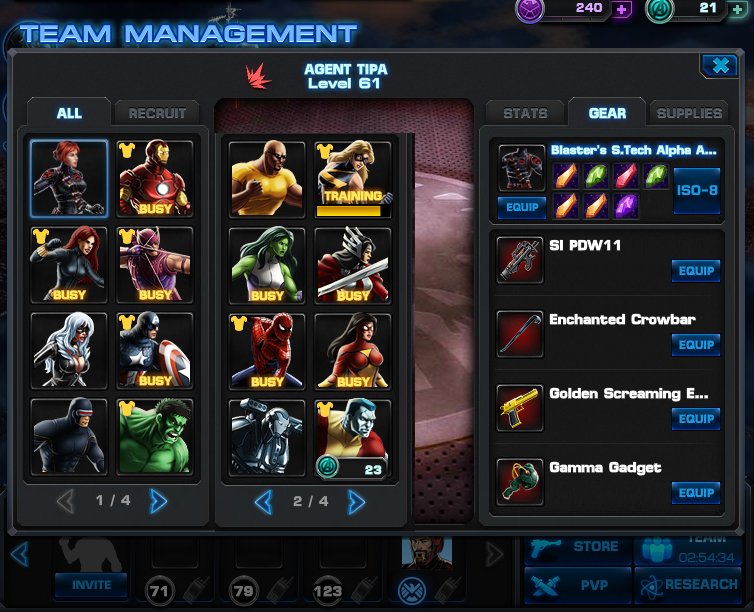 240
21
TEAM MANAGEMENT
AGENT TIPA
Level 61
ALL
RECRUIT
STATS
GEAR
SUPPLIES
BUSY
TRAINING
BUSY
BUSY
BUSY
BUSY
BUSY
BUSY
BUSY
23
1 / 4
2 / 4
Blaster's S.Tech Alpha A...
EQUIP
ISO-8
SI PDW11
EQUIP
Enchanted Crowbar
EQUIP
Golden Screaming E...
EQUIP
Gamma Gadget
EQUIP
INVITE
71
79
123
STORE
TEAM
02:54:34
PVP
RESEARCH